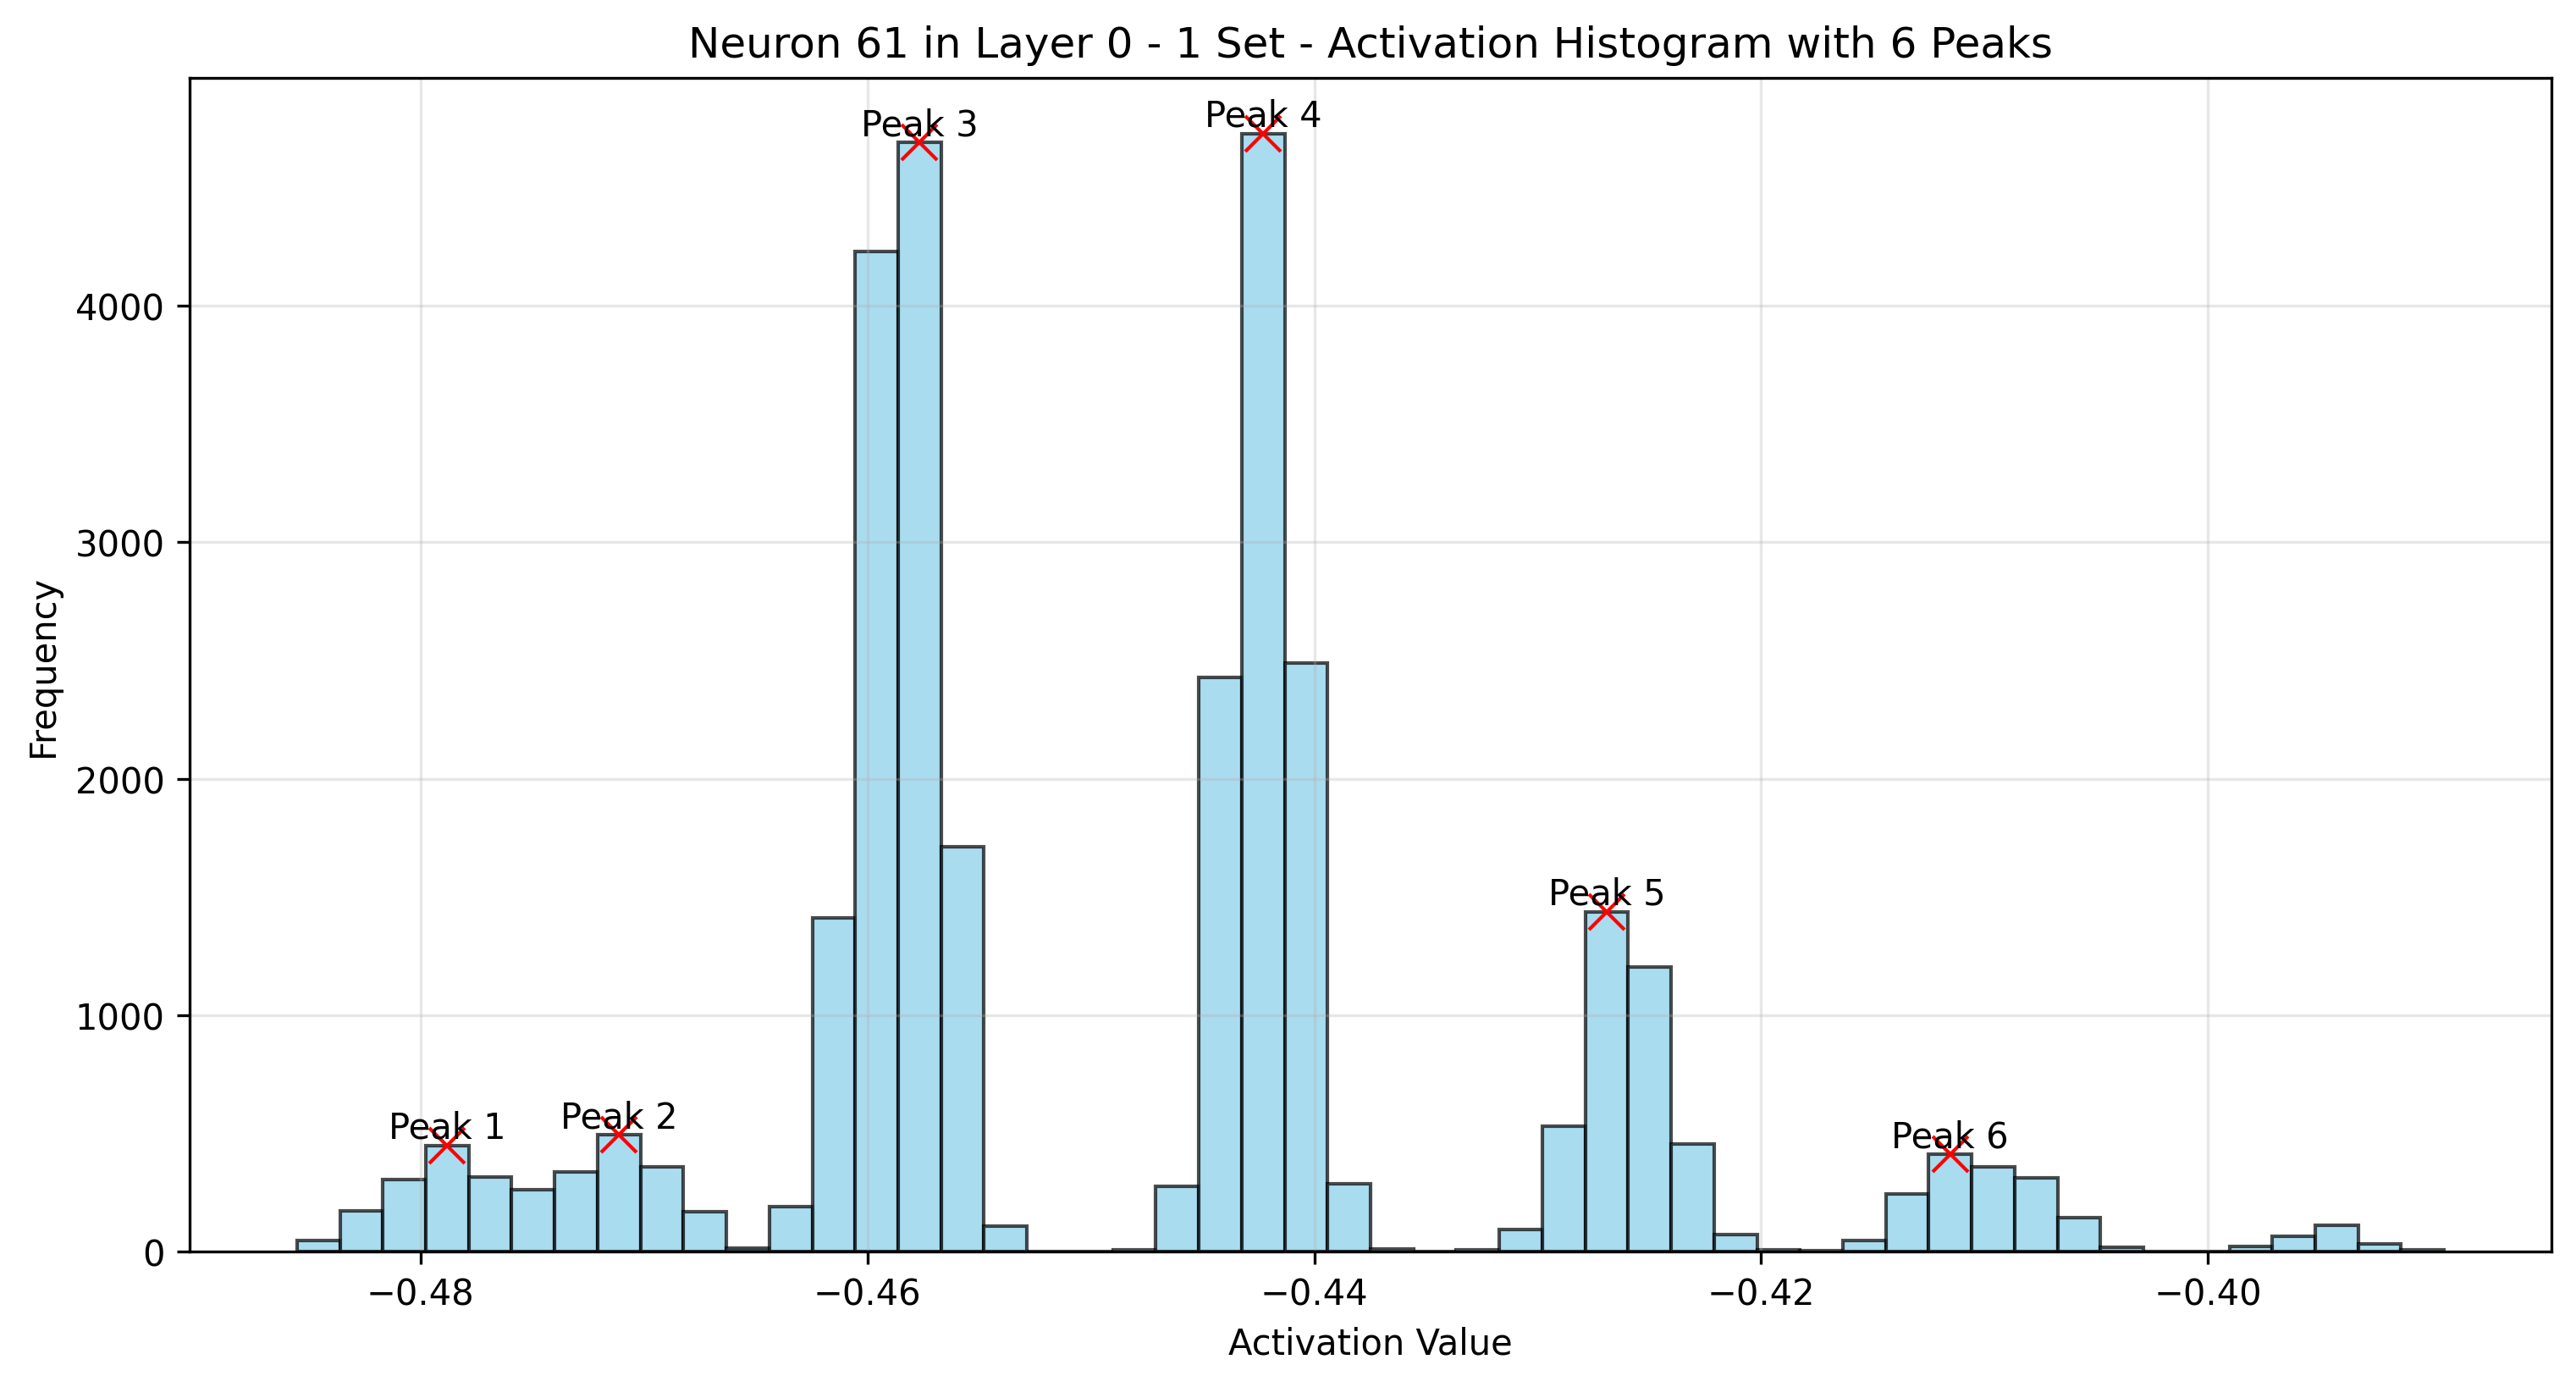 Neuron 61 in Layer 0 - 1 Set - Activation Histogram with 6 Peaks
Peak 3
Peak 4
4000
3000
Frequency
2000
Peak 5
1000
Peak 1
Peak 2
Peak 6
0
−0.48
−0.46
−0.44
−0.42
−0.40
Activation Value